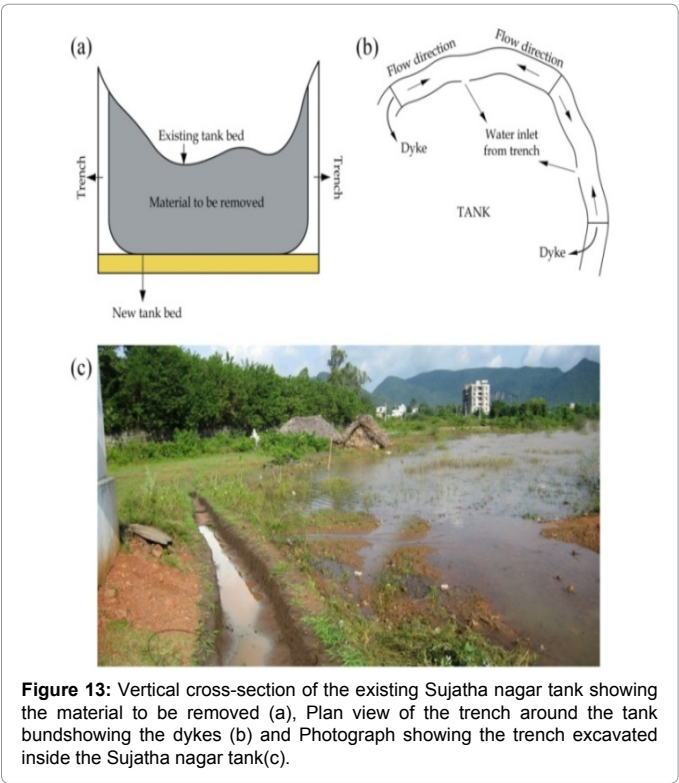 (a)
Existing tank bed
Trench
Trench
Material to be removed
New tank bed
(b)
Flow direction
Flow direction
Water inlet
from trench
Dyke
TANK
Dyke
(c)
Figure 13: Vertical cross-section of the existing Sujatha nagar tank showing
the material to be removed (a), Plan view of the trench around the tank
bundshowing the dykes (b) and Photograph showing the trench excavated
inside the Sujatha nagar tank(c).